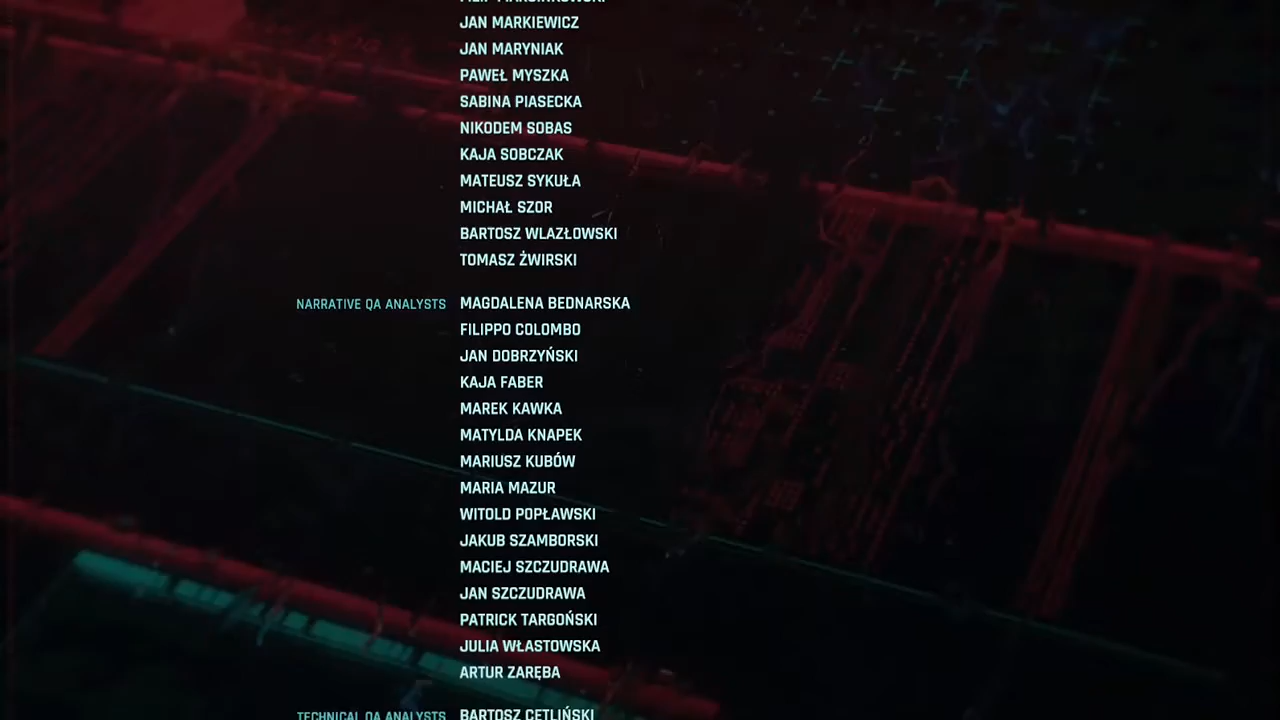 JAN MARKIEWICZ
JAN MARYNIAK
PAWEŁ MYSZKA
SABINA PIASECKA
NIKODEM SOBAS
KAJA SOBCZAK
MATEUSZ SYKUŁA
MICHAŁ SZOR
BARTOSZ WLAZŁOWSKI
TOMASZ ŻWIRSKI
NARRATIVE QA ANALYSTS MAGDALENA BEDNARSKA
FILIPPO COLOMBO
JAN DOBRZYŃSKI
KAJA FABER
MAREK KAWKA
MATYLDA KNAPEK
MARIUSZ KUBÓW
MARIA MAZUR
WITOLD POPŁAWSKI
JAKUB SZAMBORSKI
MACIEJ SZCZUDRAWA
JAN SZCZUDRAWA
PATRICK TARGOŃSKI
JULIA WŁASTOWSKA
ARTUR ZARĘBA
TECHNICAL QA ANALYSTS BARTOSZ CETLIŃSKI